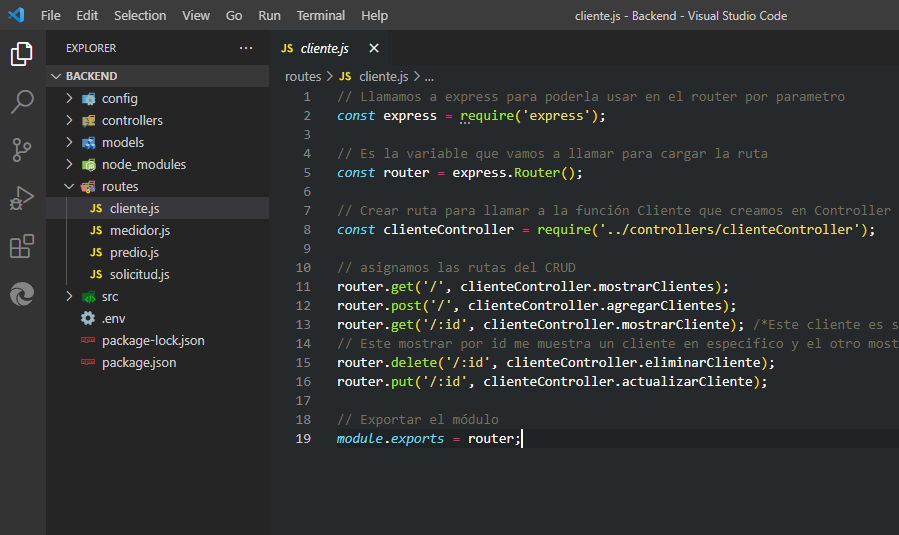 File Edit Selection View Go Run Terminal Help cliente.js - Backend - Visual Studio Code
EXPLORER ...
BACKEND
config
controllers
models
node_modules
routes
JS cliente.js
JS medidor.js
JS predio.js
JS solicitud.js
src
.env
package-lock.json
package.json
JS cliente.js
routes > JS cliente.js > ...
1 // Llamamos a express para poderla usar en el router por parametro
2 const express = require('express');
3
4 // Es la variable que vamos a llamar para cargar la ruta
5 const router = express.Router();
6
7 // Crear ruta para llamar a la función Cliente que creamos en Controller
8 const clienteController = require('../controllers/clienteController');
9
10 // asignamos las rutas del CRUD
11 router.get('/', clienteController.mostrarClientes);
12 router.post('/', clienteController.agregarClientes);
13 router.get('/:id', clienteController.mostrarCliente); /*Este cliente es s
14 // Este mostrar por id me muestra un cliente en especifico y el otro most
15 router.delete('/:id', clienteController.eliminarCliente);
16 router.put('/:id', clienteController.actualizarCliente);
17
18 // Exportar el módulo
19 module.exports = router;